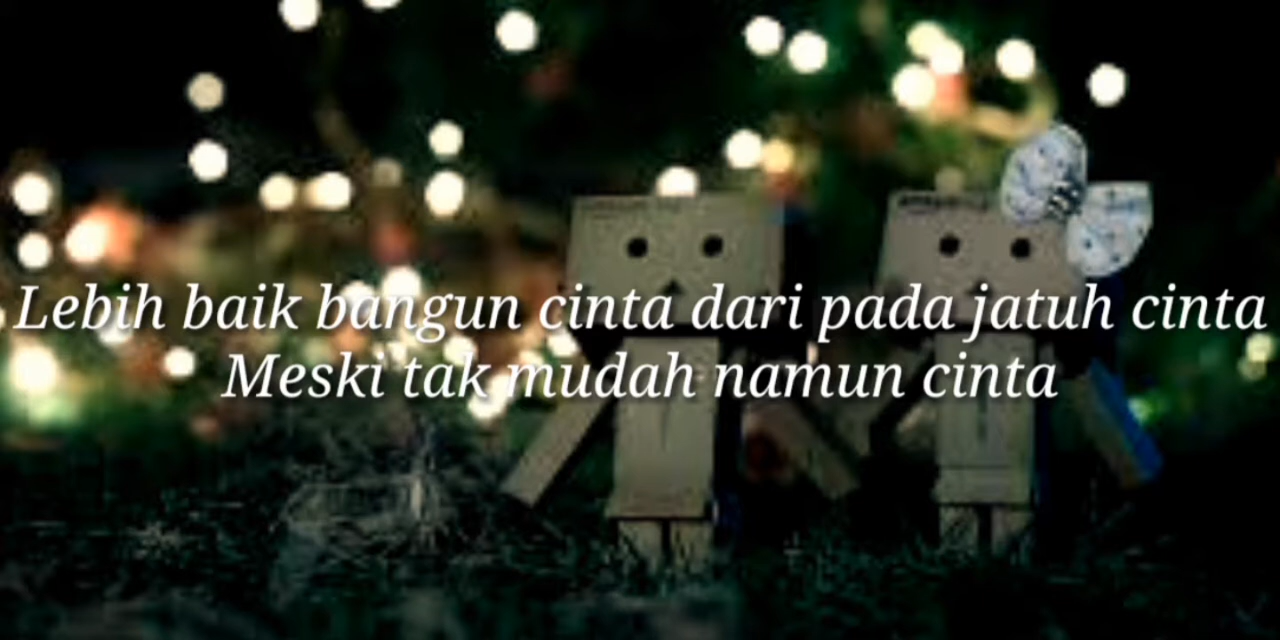 Lebih baik bangun cinta dari pada jatuh cinta
Meski tak mudah namun cinta